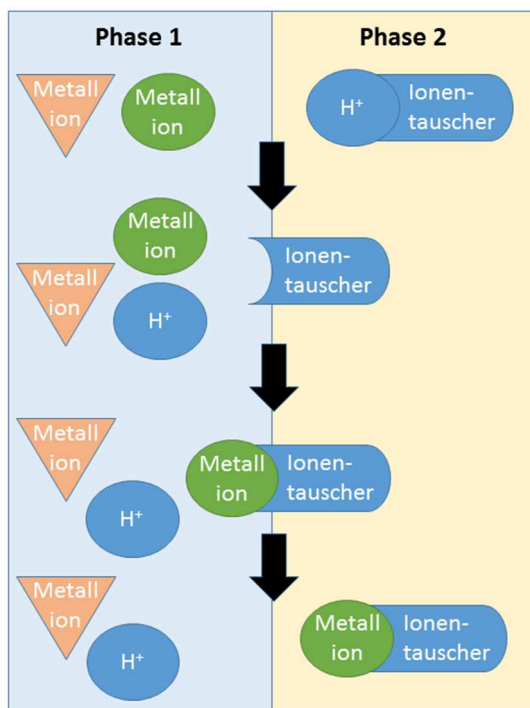 Phase 1
Phase 2
Metall
ion
Metall
ion
H⁺
Ionen-
tauscher
Metall
ion
Metall
ion
H⁺
Ionen-
tauscher
Metall
ion
H⁺
Metall
ion
Ionen-
tauscher
Metall
ion
H⁺
Metall
ion
Ionen-
tauscher